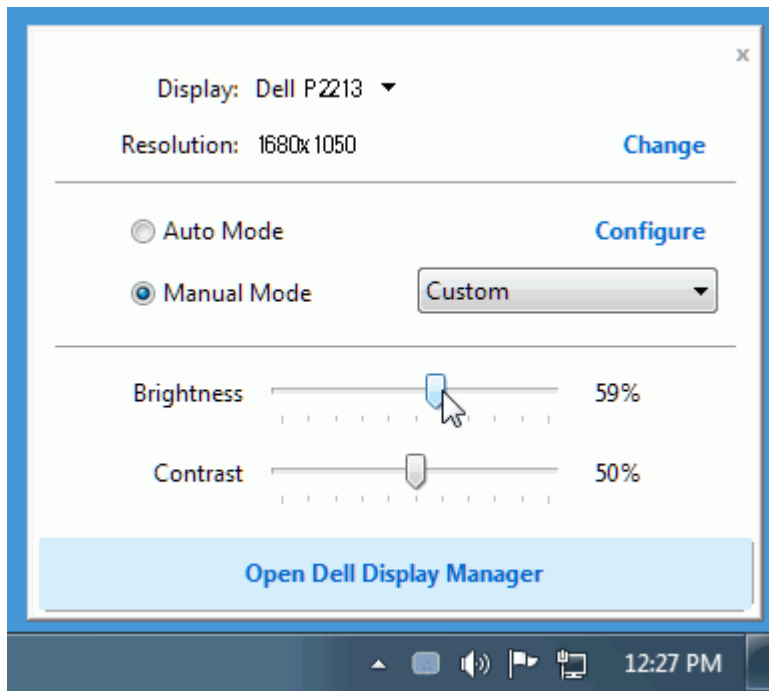 x
Display: Dell P2213
Resolution: 1680x1050 Change
Auto Mode Configure
Manual Mode Custom
Brightness 59%
Contrast 50%
Open Dell Display Manager
12:27 PM